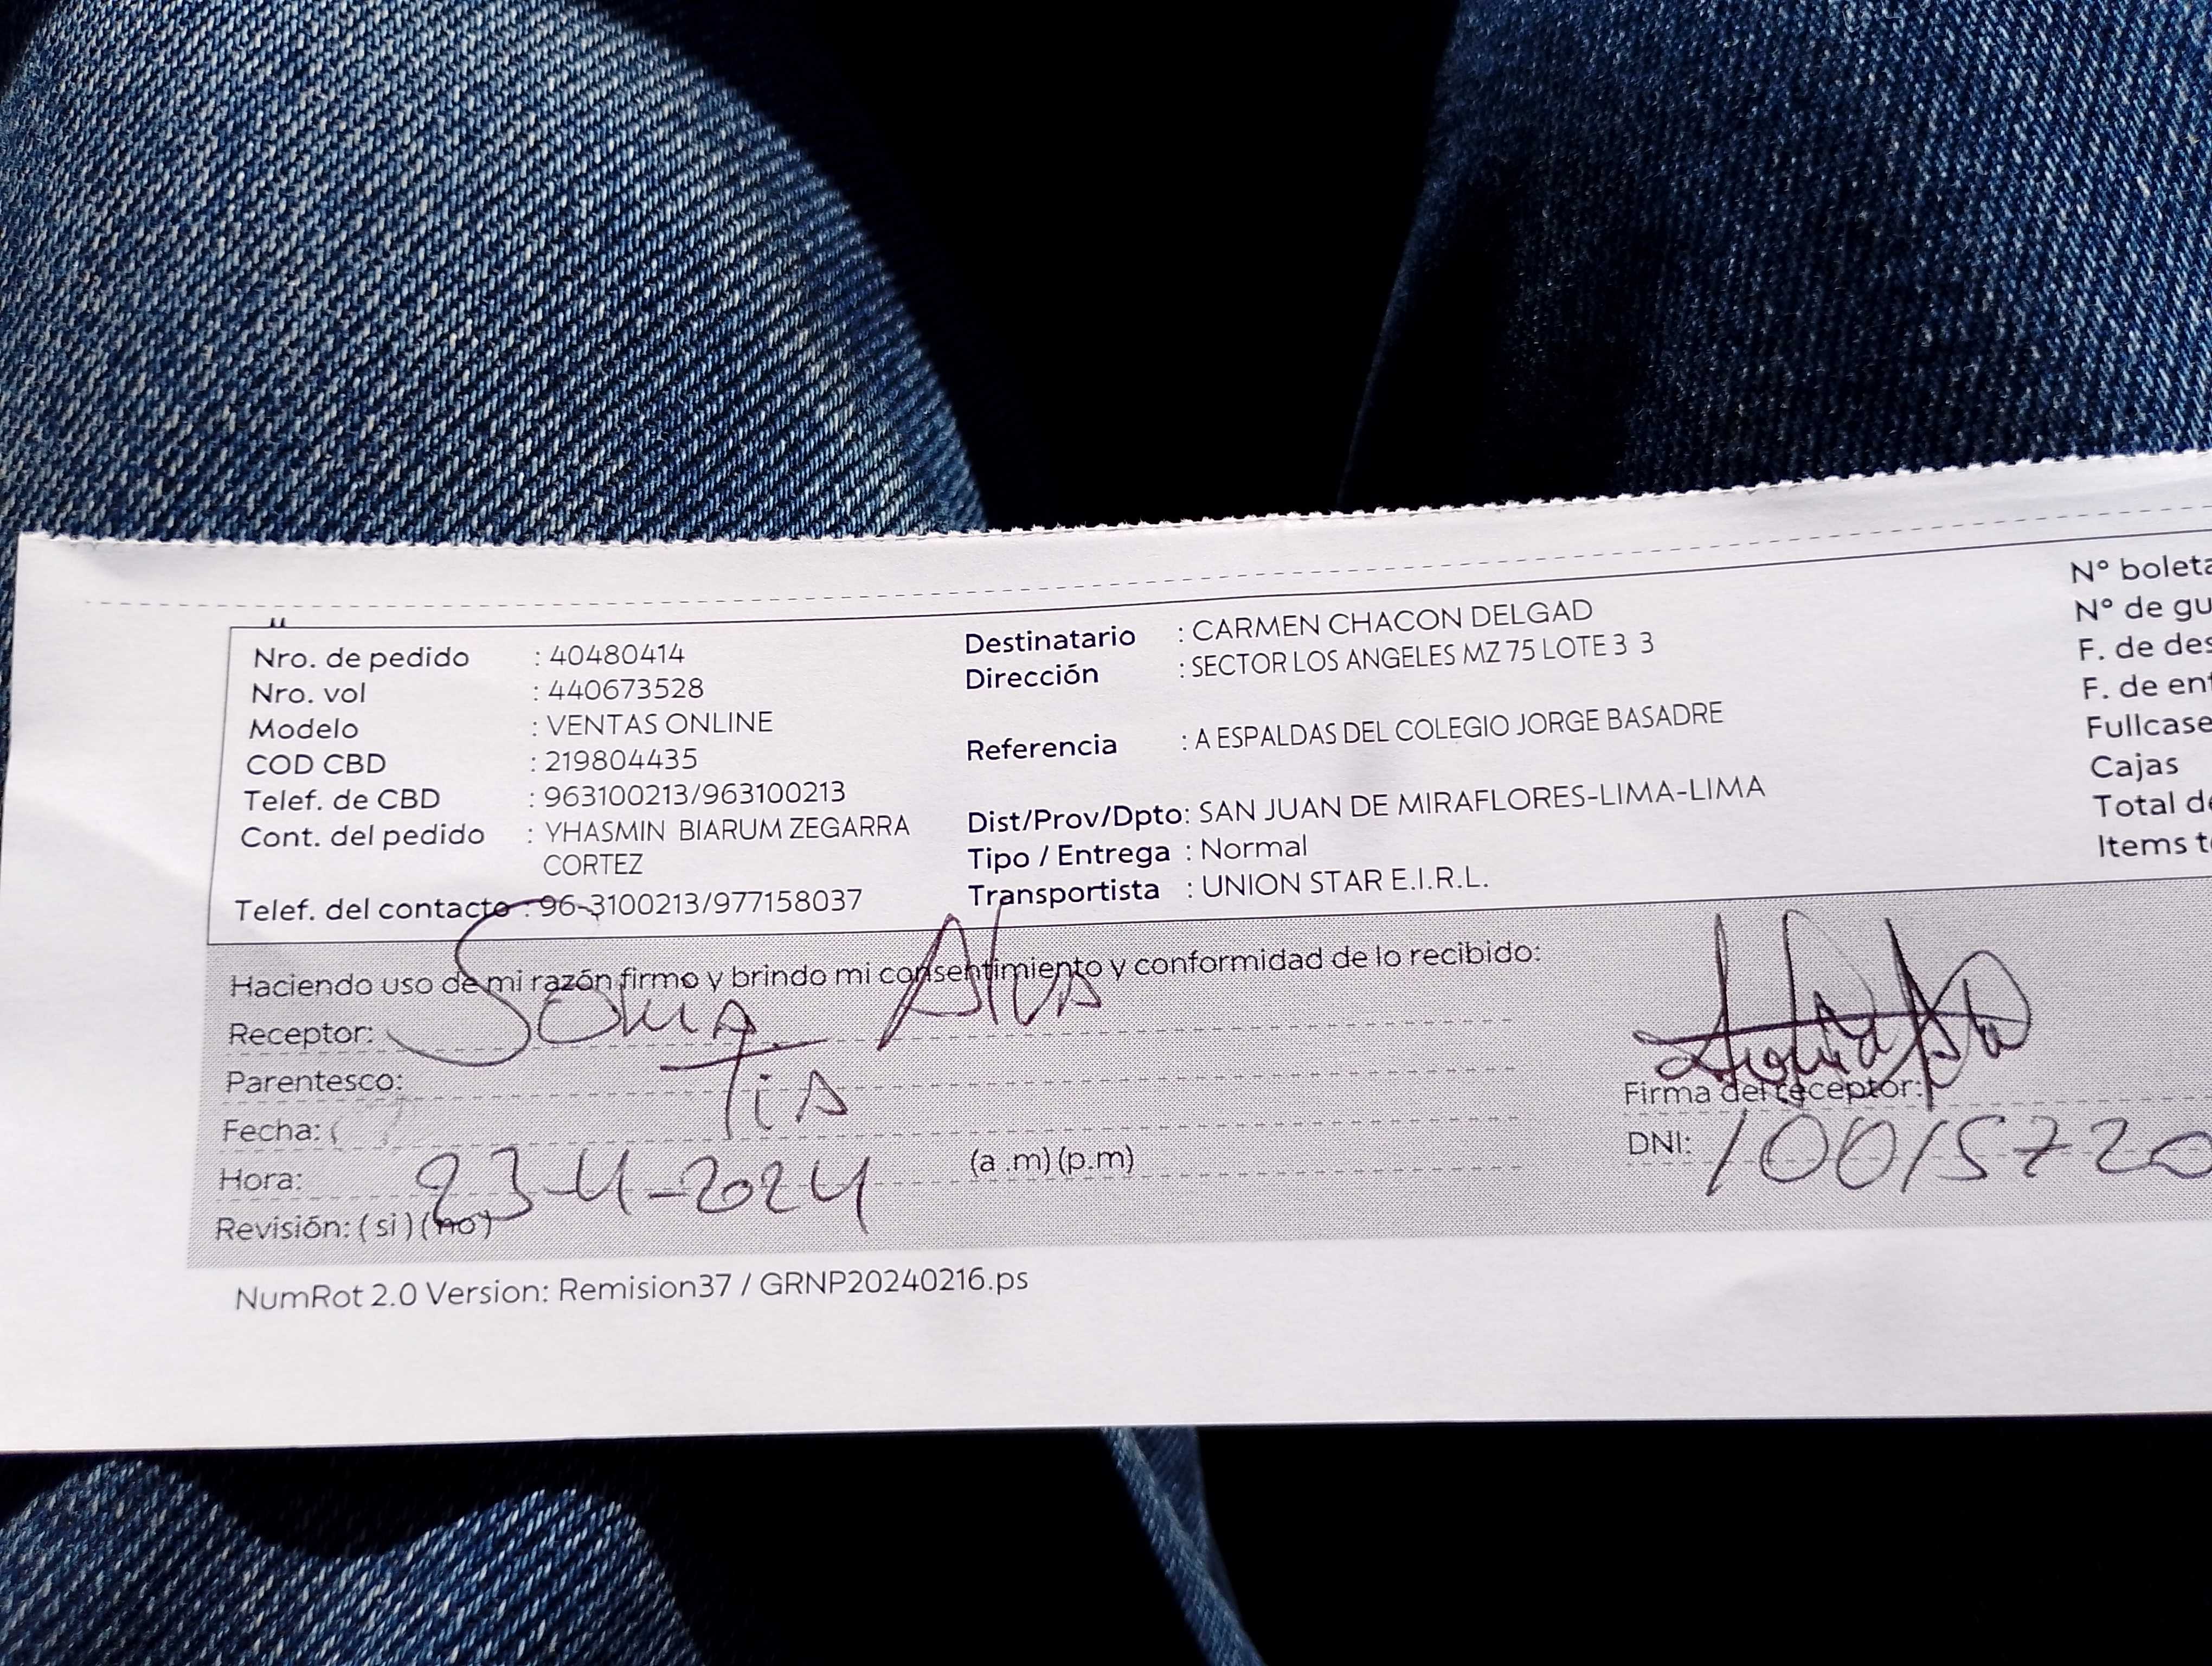 Nro. de pedido : 40480414
Nro. vol : 440673528
Modelo : VENTAS ONLINE
COD CBD : 219804435
Telef. de CBD : 963100213/963100213
Cont. del pedido : YHASMIN BIARUM ZEGARRA
CORTEZ
Telef. del contacto : 96-3100213/977158037
Destinatario : CARMEN CHACON DELGAD
Dirección : SECTOR LOS ANGELES MZ 75 LOTE 3 3
Referencia : A ESPALDAS DEL COLEGIO JORGE BASADRE
Dist/Prov/Dpto: SAN JUAN DE MIRAFLORES-LIMA-LIMA
Tipo / Entrega : Normal
Transportista : UNION STAR E.I.R.L.
N° boleta
N° de gu
F. de des
F. de ent
Fullcase
Cajas
Total de
Items t
Haciendo uso de mi razón firmo y brindo mi consentimiento y conformidad de lo recibido:
Receptor: Sonia Alva
Parentesco: Tia
Fecha:
Hora: 23-4-2024 (a .m) (p.m)
Revisión: ( si ) ( no )
Firma del receptor:
DNI: 10015720
NumRot 2.0 Version: Remision37 / GRNP20240216.ps